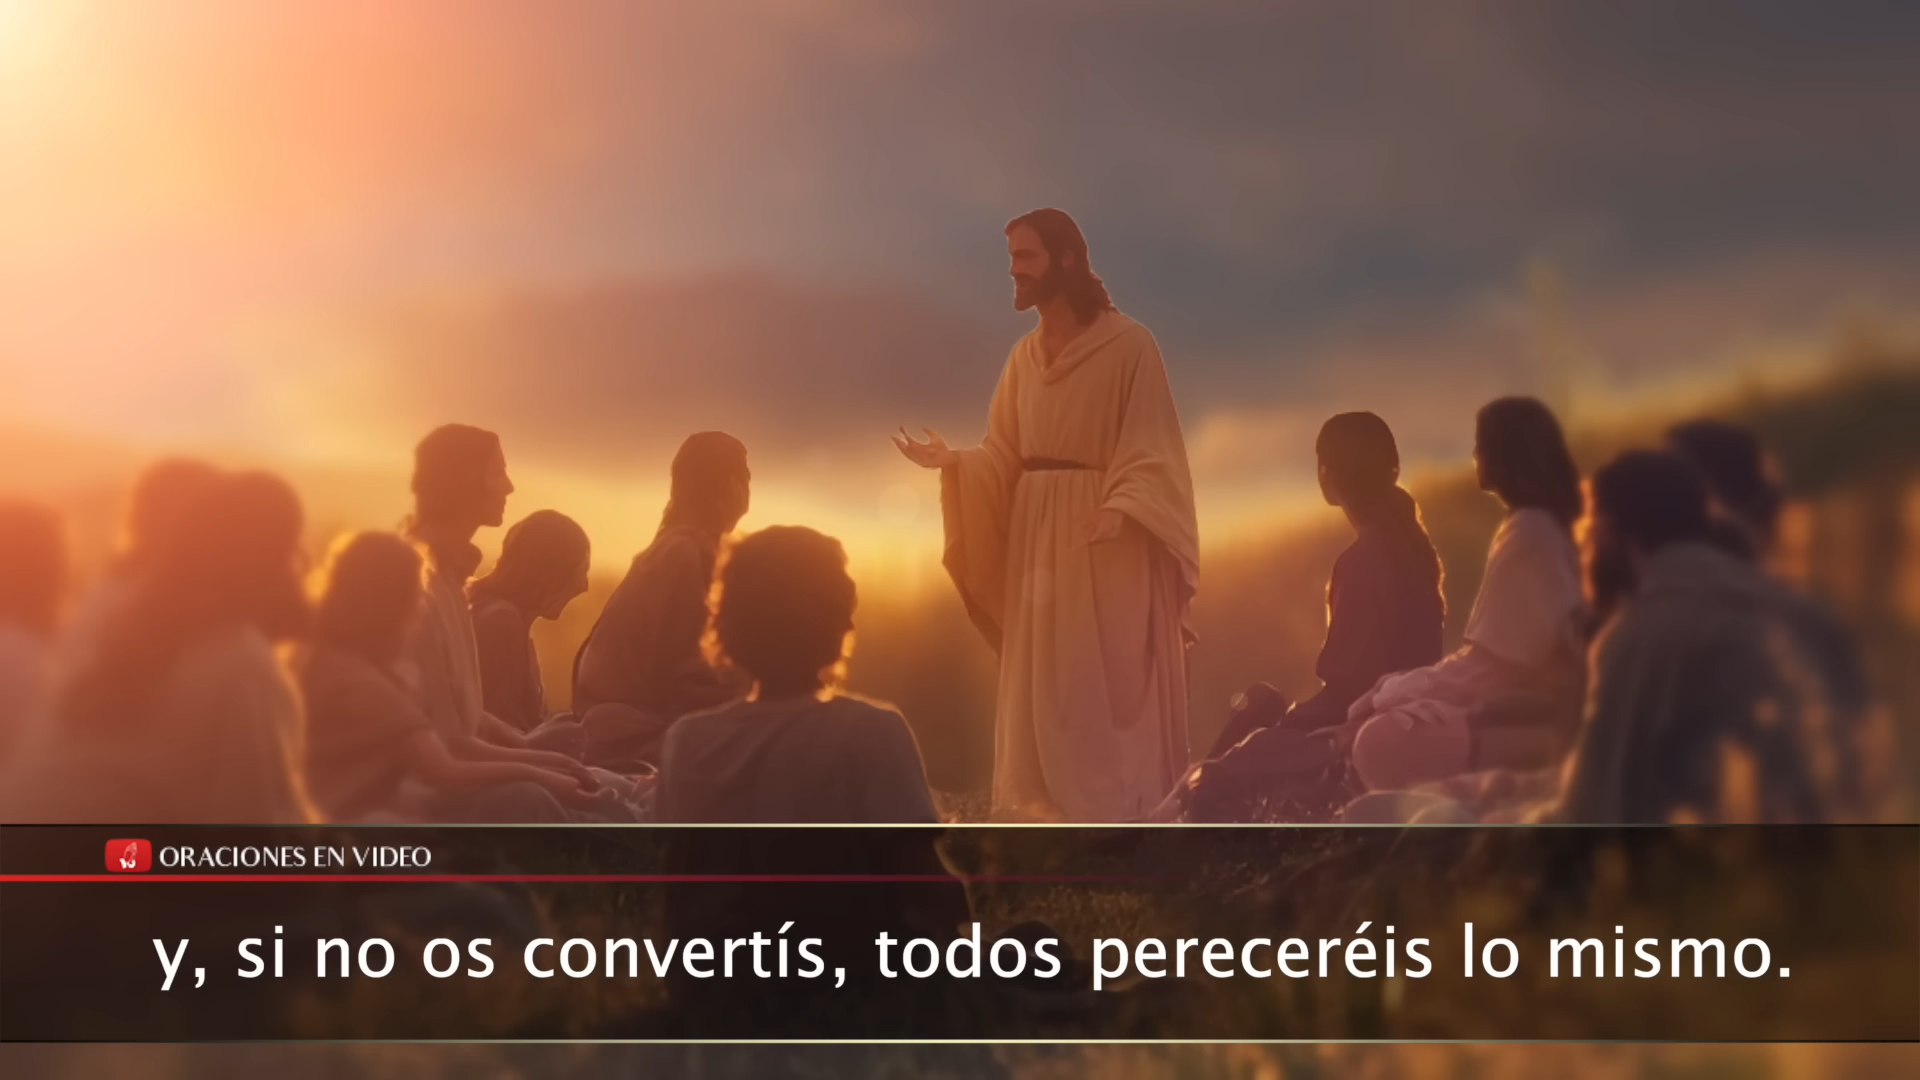 ORACIONES EN VIDEO
y, si no os convertís, todos pereceréis lo mismo.